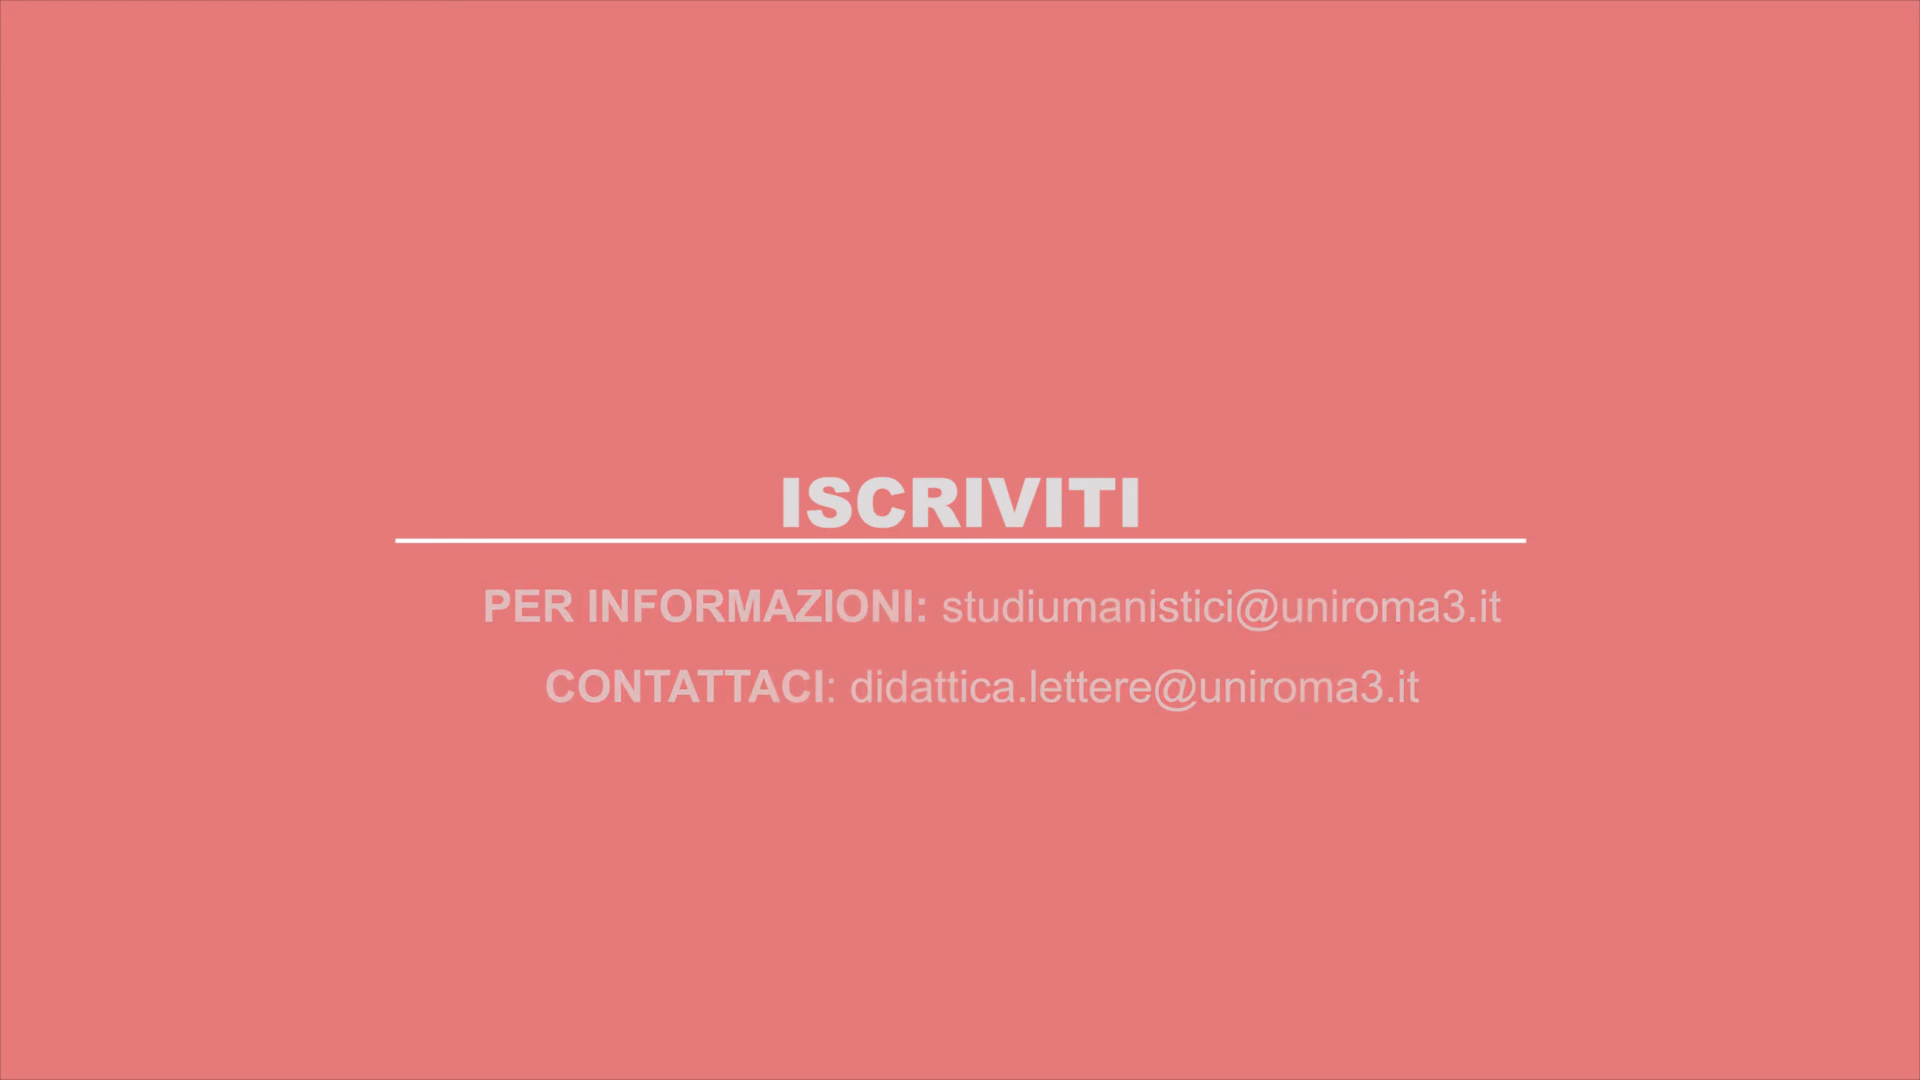 ISCRIVITI
PER INFORMAZIONI: studiumanistici@uniroma3.it
CONTATTACI: didattica.lettere@uniroma3.it